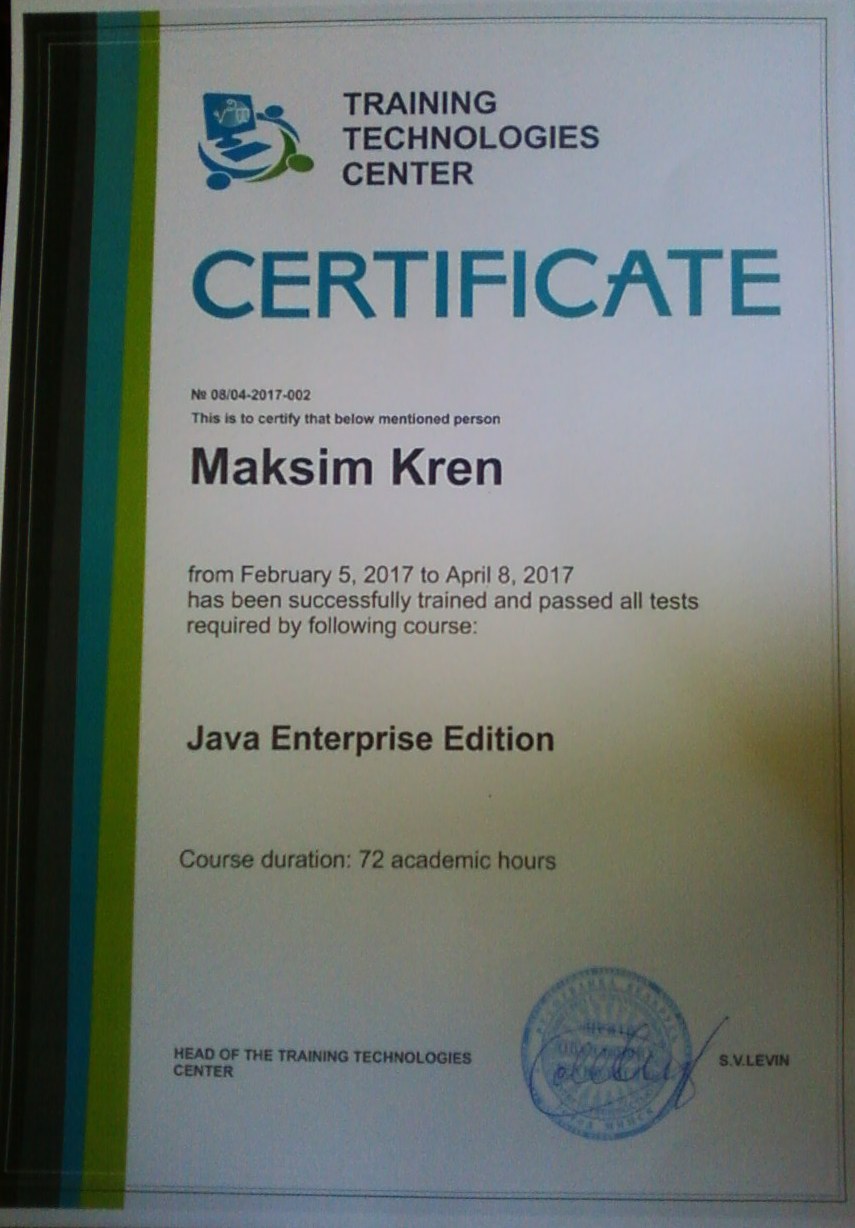 TRAINING
TECHNOLOGIES
CENTER
CERTIFICATE
№ 08/04-2017-002
This is to certify that below mentioned person
Maksim Kren
from February 5, 2017 to April 8, 2017
has been successfully trained and passed all tests
required by following course:
Java Enterprise Edition
Course duration: 72 academic hours
HEAD OF THE TRAINING TECHNOLOGIES
CENTER
S.V.LEVIN